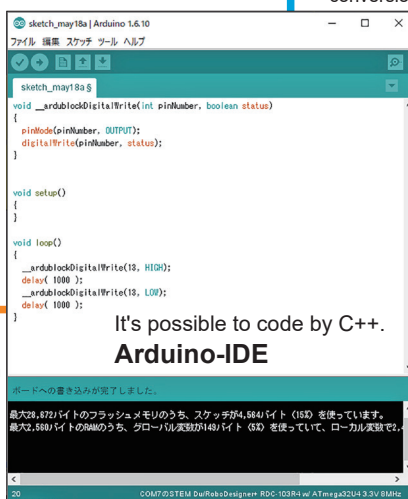 conversio
sketch_may18a | Arduino 1.6.10
ファイル 編集 スケッチ ツール ヘルプ
sketch_may18a §
void __ardublockDigitalWrite(int pinNumber, boolean status)
{
pinMode(pinNumber, OUTPUT);
digitalWrite(pinNumber, status);
}
void setup()
{
}
void loop()
{
__ardublockDigitalWrite(13, HIGH);
delay( 1000 );
__ardublockDigitalWrite(13, LOW);
delay( 1000 );
}
It's possible to code by C++.
Arduino-IDE
ボードへの書き込みが完了しました。
最大28,672バイトのフラッシュメモリのうち、スケッチが4,564バイト（15%）を使っています。
最大2,560バイトのRAMのうち、グローバル変数が149バイト（5%）を使っていて、ローカル変数で2,4
20
COM7のSTEM Du/RoboDesigner+ RDC-103R4 w/ ATmega32U4 3.3V 8MHz